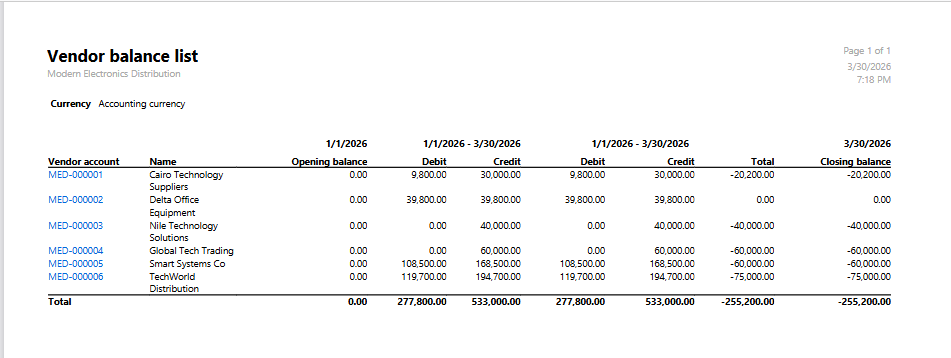 Vendor balance list
Page 1 of 1
Modern Electronics Distribution
3/30/2026
7:18 PM
Currency Accounting currency
1/1/2026 1/1/2026 - 3/30/2026 1/1/2026 - 3/30/2026 3/30/2026
Vendor account Name Opening balance Debit Credit Debit Credit Total Closing balance
MED-000001 Cairo Technology 0.00 9,800.00 30,000.00 9,800.00 30,000.00 -20,200.00 -20,200.00
Suppliers
MED-000002 Delta Office 0.00 39,800.00 39,800.00 39,800.00 39,800.00 0.00 0.00
Equipment
MED-000003 Nile Technology 0.00 0.00 40,000.00 0.00 40,000.00 -40,000.00 -40,000.00
Solutions
MED-000004 Global Tech Trading 0.00 0.00 60,000.00 0.00 60,000.00 -60,000.00 -60,000.00
MED-000005 Smart Systems Co 0.00 108,500.00 168,500.00 108,500.00 168,500.00 -60,000.00 -60,000.00
MED-000006 TechWorld 0.00 119,700.00 194,700.00 119,700.00 194,700.00 -75,000.00 -75,000.00
Distribution
Total 0.00 277,800.00 533,000.00 277,800.00 533,000.00 -255,200.00 -255,200.00